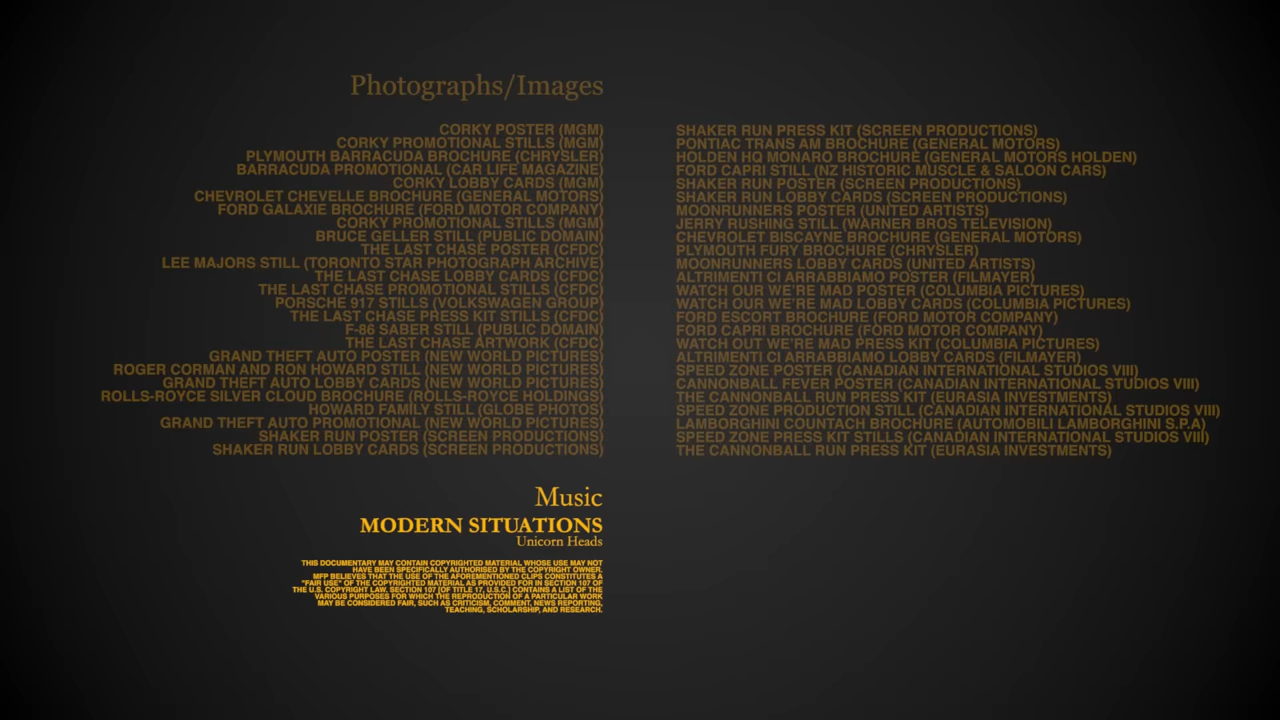 Photographs/Images
CORKY POSTER (MGM)
CORKY PROMOTIONAL STILLS (MGM)
PLYMOUTH BARRACUDA BROCHURE (CHRYSLER)
BARRACUDA PROMOTIONAL (CAR LIFE MAGAZINE)
CORKY LOBBY CARDS (MGM)
CHEVROLET CHEVELLE BROCHURE (GENERAL MOTORS)
FORD GALAXIE BROCHURE (FORD MOTOR COMPANY)
CORKY PROMOTIONAL STILLS (MGM)
BRUCE GELLER STILL (PUBLIC DOMAIN)
THE LAST CHASE POSTER (CFDC)
LEE MAJORS STILL (TORONTO STAR PHOTOGRAPH ARCHIVE)
THE LAST CHASE LOBBY CARDS (CFDC)
THE LAST CHASE PROMOTIONAL STILLS (CFDC)
PORSCHE 917 STILLS (VOLKSWAGEN GROUP)
THE LAST CHASE PRESS KIT STILLS (CFDC)
F-86 SABER STILL (PUBLIC DOMAIN)
THE LAST CHASE ARTWORK (CFDC)
GRAND THEFT AUTO POSTER (NEW WORLD PICTURES)
ROGER CORMAN AND RON HOWARD STILL (NEW WORLD PICTURES)
GRAND THEFT AUTO LOBBY CARDS (NEW WORLD PICTURES)
ROLLS-ROYCE SILVER CLOUD BROCHURE (ROLLS-ROYCE HOLDINGS)
HOWARD FAMILY STILL (GLOBE PHOTOS)
GRAND THEFT AUTO PROMOTIONAL (NEW WORLD PICTURES)
SHAKER RUN POSTER (SCREEN PRODUCTIONS)
SHAKER RUN LOBBY CARDS (SCREEN PRODUCTIONS)
SHAKER RUN PRESS KIT (SCREEN PRODUCTIONS)
PONTIAC TRANS AM BROCHURE (GENERAL MOTORS)
HOLDEN HQ MONARO BROCHURE (GENERAL MOTORS HOLDEN)
FORD CAPRI STILL (NZ HISTORIC MUSCLE & SALOON CARS)
SHAKER RUN POSTER (SCREEN PRODUCTIONS)
SHAKER RUN LOBBY CARDS (SCREEN PRODUCTIONS)
MOONRUNNERS POSTER (UNITED ARTISTS)
JERRY RUSHING STILL (WARNER BROS TELEVISION)
CHEVROLET BISCAYNE BROCHURE (GENERAL MOTORS)
PLYMOUTH FURY BROCHURE (CHRYSLER)
MOONRUNNERS LOBBY CARDS (UNITED ARTISTS)
ALTRIMENTI CI ARRABBIAMO POSTER (FILMAYER)
WATCH OUR WE'RE MAD POSTER (COLUMBIA PICTURES)
WATCH OUR WE'RE MAD LOBBY CARDS (COLUMBIA PICTURES)
FORD ESCORT BROCHURE (FORD MOTOR COMPANY)
FORD CAPRI BROCHURE (FORD MOTOR COMPANY)
WATCH OUT WE'RE MAD PRESS KIT (COLUMBIA PICTURES)
ALTRIMENTI CI ARRABBIAMO LOBBY CARDS (FILMAYER)
SPEED ZONE POSTER (CANADIAN INTERNATIONAL STUDIOS VIII)
CANNONBALL FEVER POSTER (CANADIAN INTERNATIONAL STUDIOS VIII)
THE CANNONBALL RUN PRESS KIT (EURASIA INVESTMENTS)
SPEED ZONE PRODUCTION STILL (CANADIAN INTERNATIONAL STUDIOS VIII)
LAMBORGHINI COUNTACH BROCHURE (AUTOMOBILI LAMBORGHINI S.P.A)
SPEED ZONE PRESS KIT STILLS (CANADIAN INTERNATIONAL STUDIOS VIII)
THE CANNONBALL RUN PRESS KIT (EURASIA INVESTMENTS)
Music
MODERN SITUATIONS
Unicorn Heads
THIS DOCUMENTARY MAY CONTAIN COPYRIGHTED MATERIAL WHOSE USE MAY NOT
HAVE BEEN SPECIFICALLY AUTHORISED BY THE COPYRIGHT OWNER.
MFP BELIEVES THAT THE USE OF THE AFOREMENTIONED CLIPS CONSTITUTES A
"FAIR USE" OF THE COPYRIGHTED MATERIAL AS PROVIDED FOR IN SECTION 107 OF
THE U.S. COPYRIGHT LAW. SECTION 107 [OF TITLE 17, U.S.C.] CONTAINS A LIST OF THE
VARIOUS PURPOSES FOR WHICH THE REPRODUCTION OF A PARTICULAR WORK
MAY BE CONSIDERED FAIR, SUCH AS CRITICISM, COMMENT, NEWS REPORTING,
TEACHING, SCHOLARSHIP, AND RESEARCH.